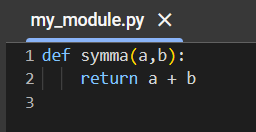 my_module.py ×
1 def symma(a,b):
2     return a + b
3